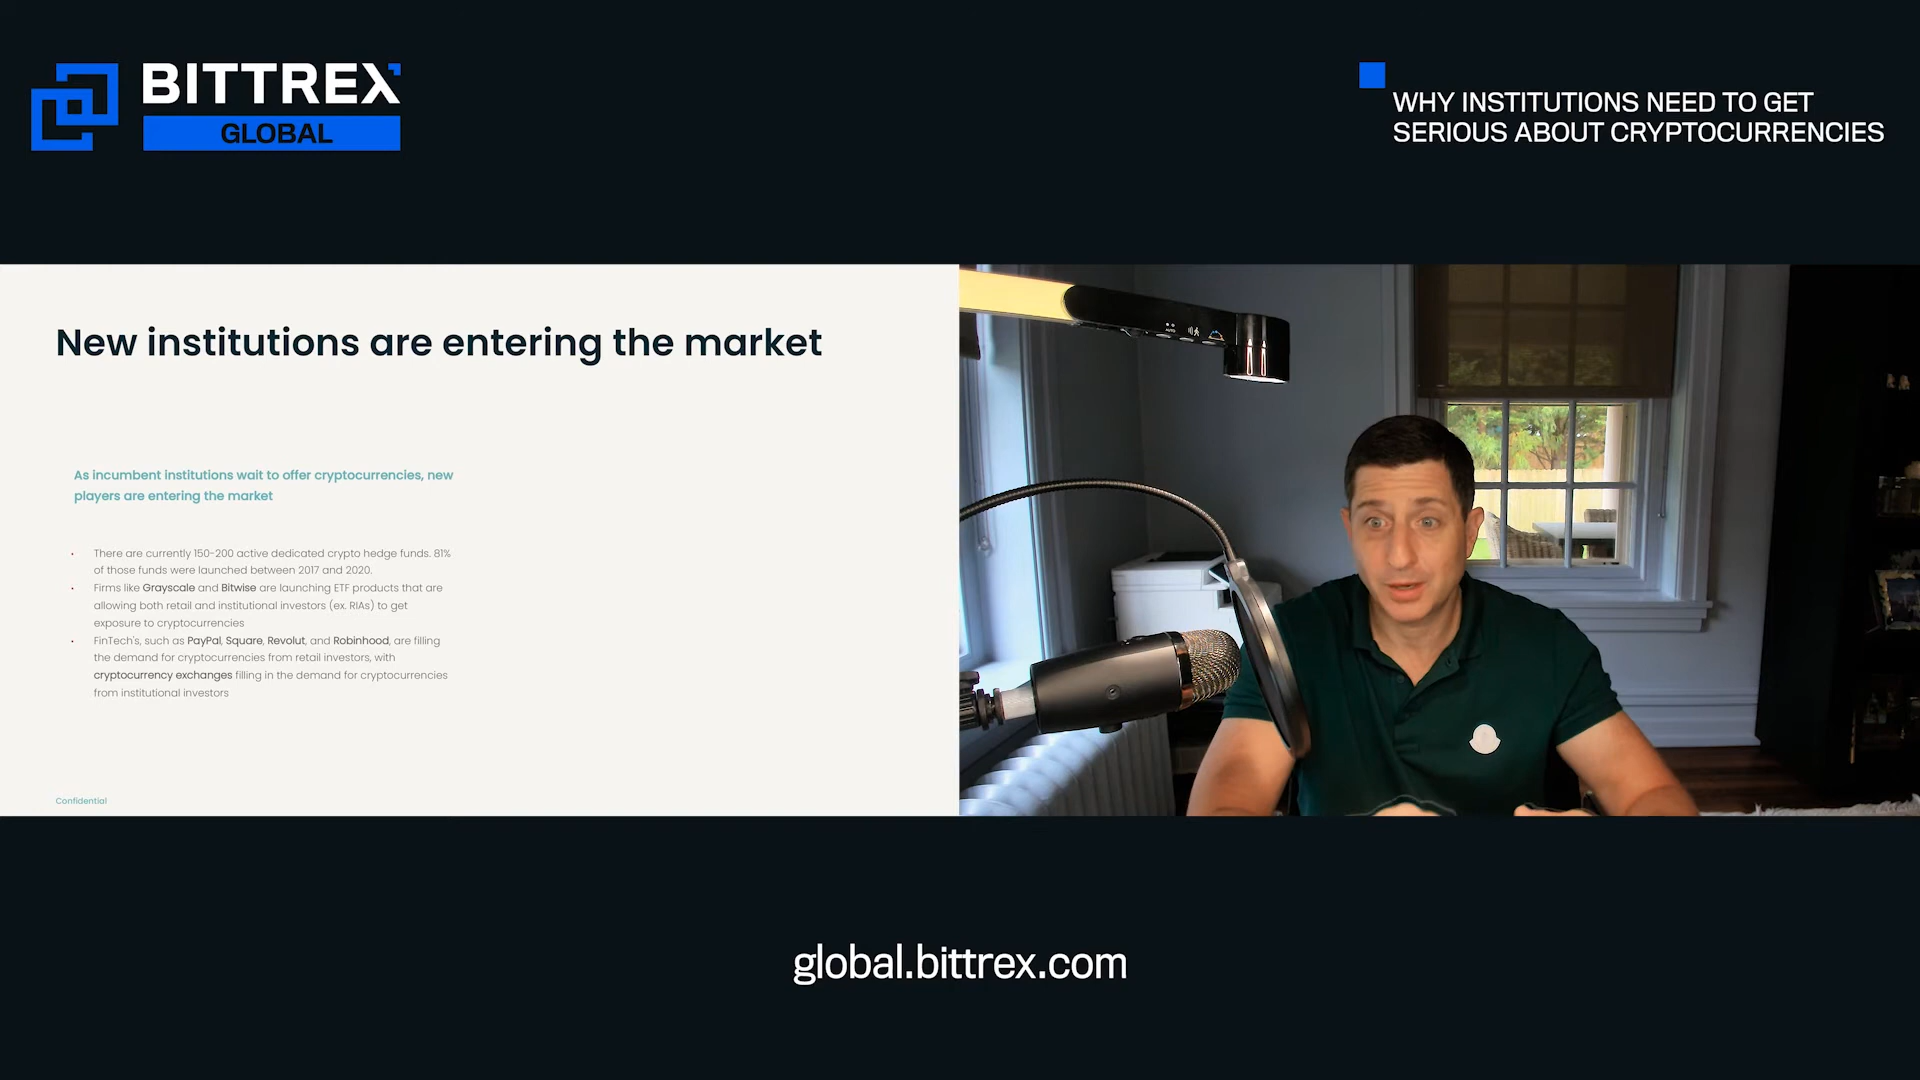 BITTREX
GLOBAL
WHY INSTITUTIONS NEED TO GET
SERIOUS ABOUT CRYPTOCURRENCIES
New institutions are entering the market
As incumbent institutions wait to offer cryptocurrencies, new
players are entering the market
• There are currently 150-200 active dedicated crypto hedge funds. 81%
of those funds were launched between 2017 and 2020.
• Firms like Grayscale and Bitwise are launching ETF products that are
allowing both retail and institutional investors (ex. RIAs) to get
exposure to cryptocurrencies
• FinTech's, such as PayPal, Square, Revolut, and Robinhood, are filling
the demand for cryptocurrencies from retail investors, with
cryptocurrency exchanges filling in the demand for cryptocurrencies
from institutional investors
Confidential
global.bittrex.com